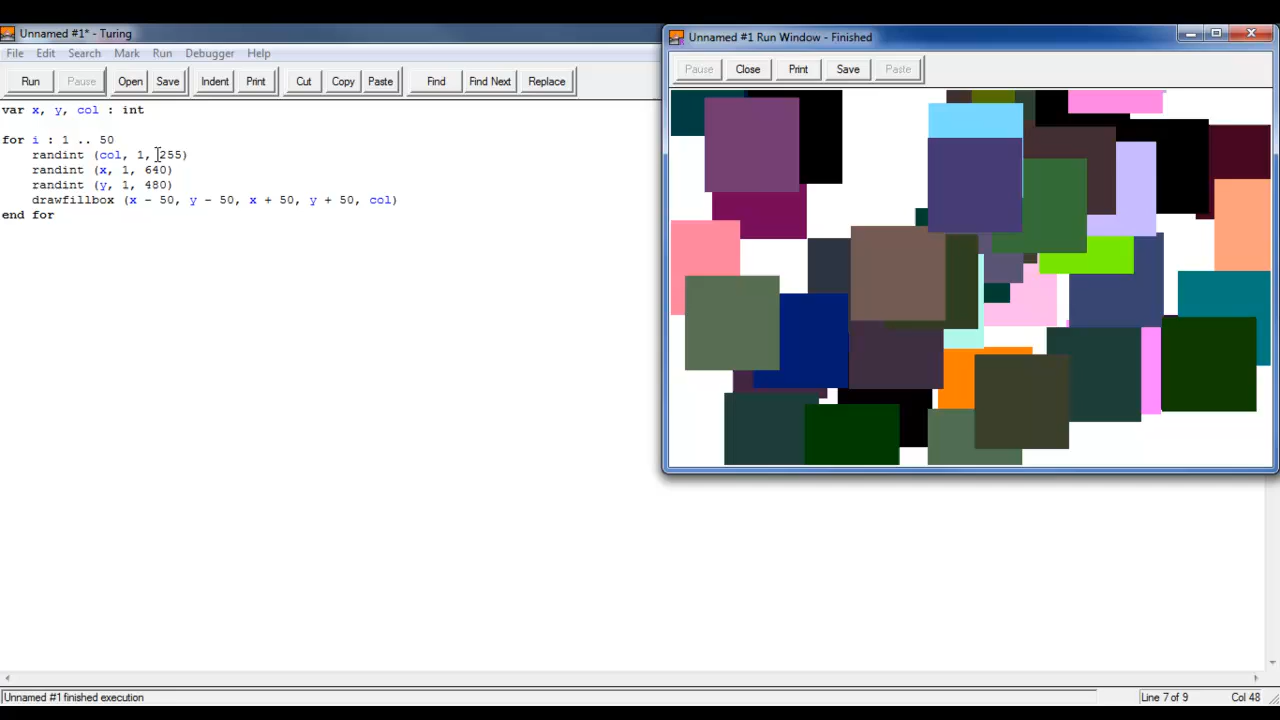 Unnamed #1* - Turing
File Edit Search Mark Run Debugger Help
Run Pause Open Save Indent Print Cut Copy Paste Find Find Next Replace
var x, y, col : int
for i : 1 .. 50
randint (col, 1, 255)
randint (x, 1, 640)
randint (y, 1, 480)
drawfillbox (x - 50, y - 50, x + 50, y + 50, col)
end for
Unnamed #1 Run Window - Finished
Pause Close Print Save Paste
Unnamed #1 finished execution
Line 7 of 9 Col 48